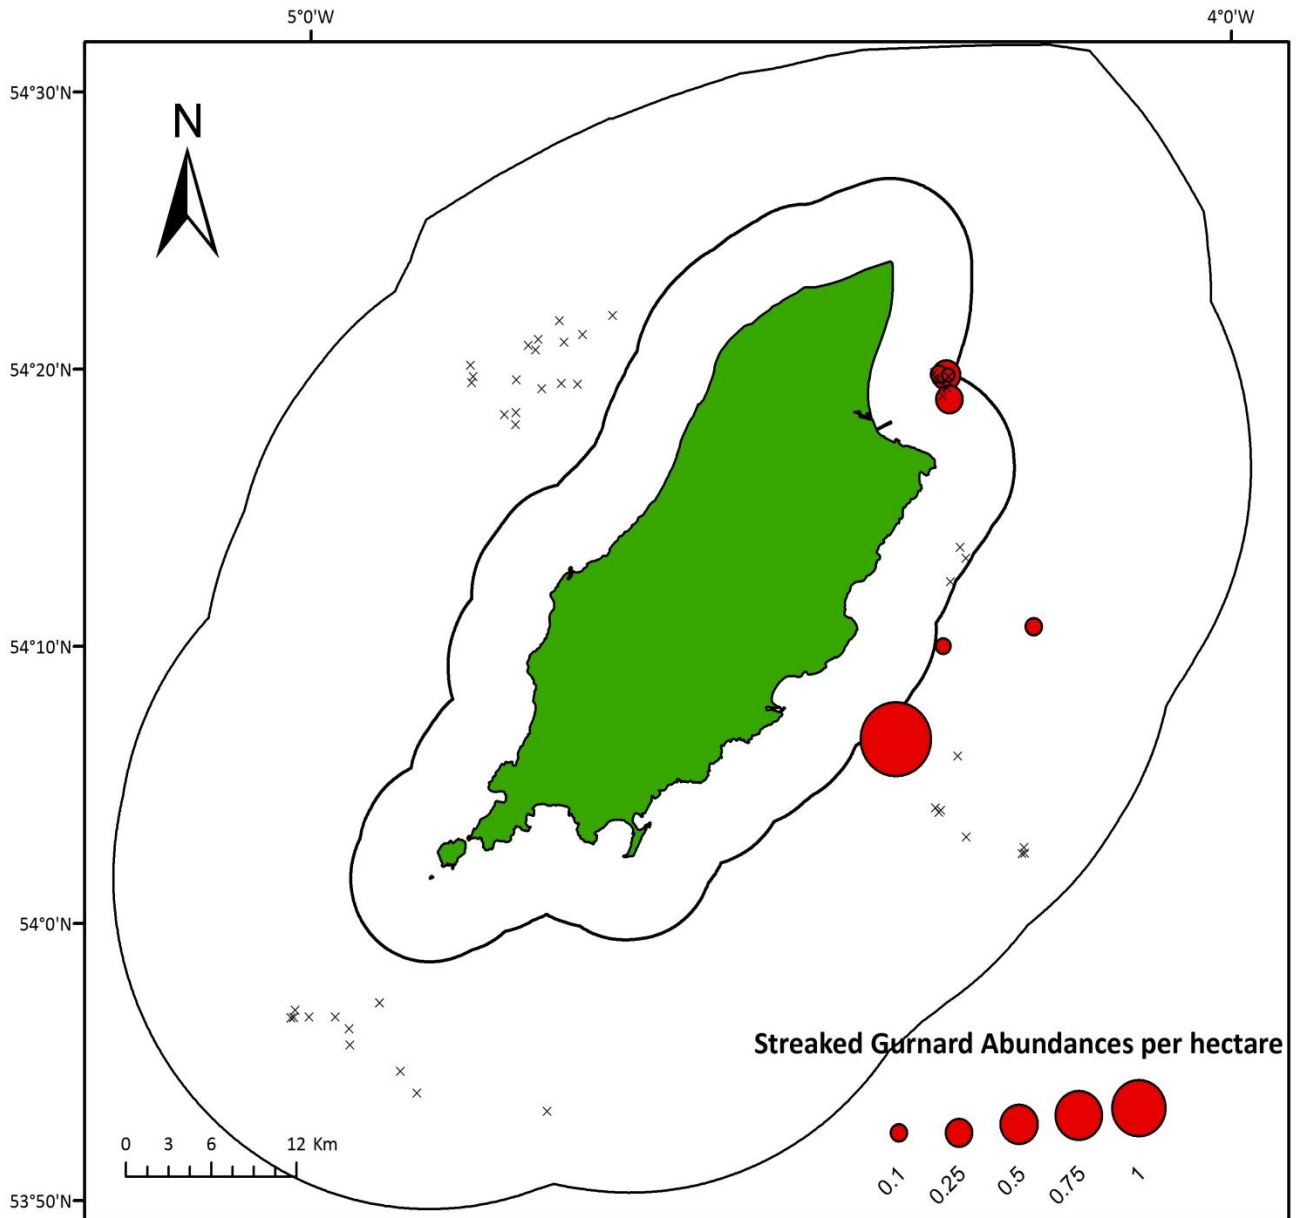 5°0'W 4°0'W
54°30'N
N
54°20'N
54°10'N
54°0'N
Streaked Gurnard Abundances per hectare
0 3 6 12 Km
0.1 0.25 0.5 0.75 1
53°50'N